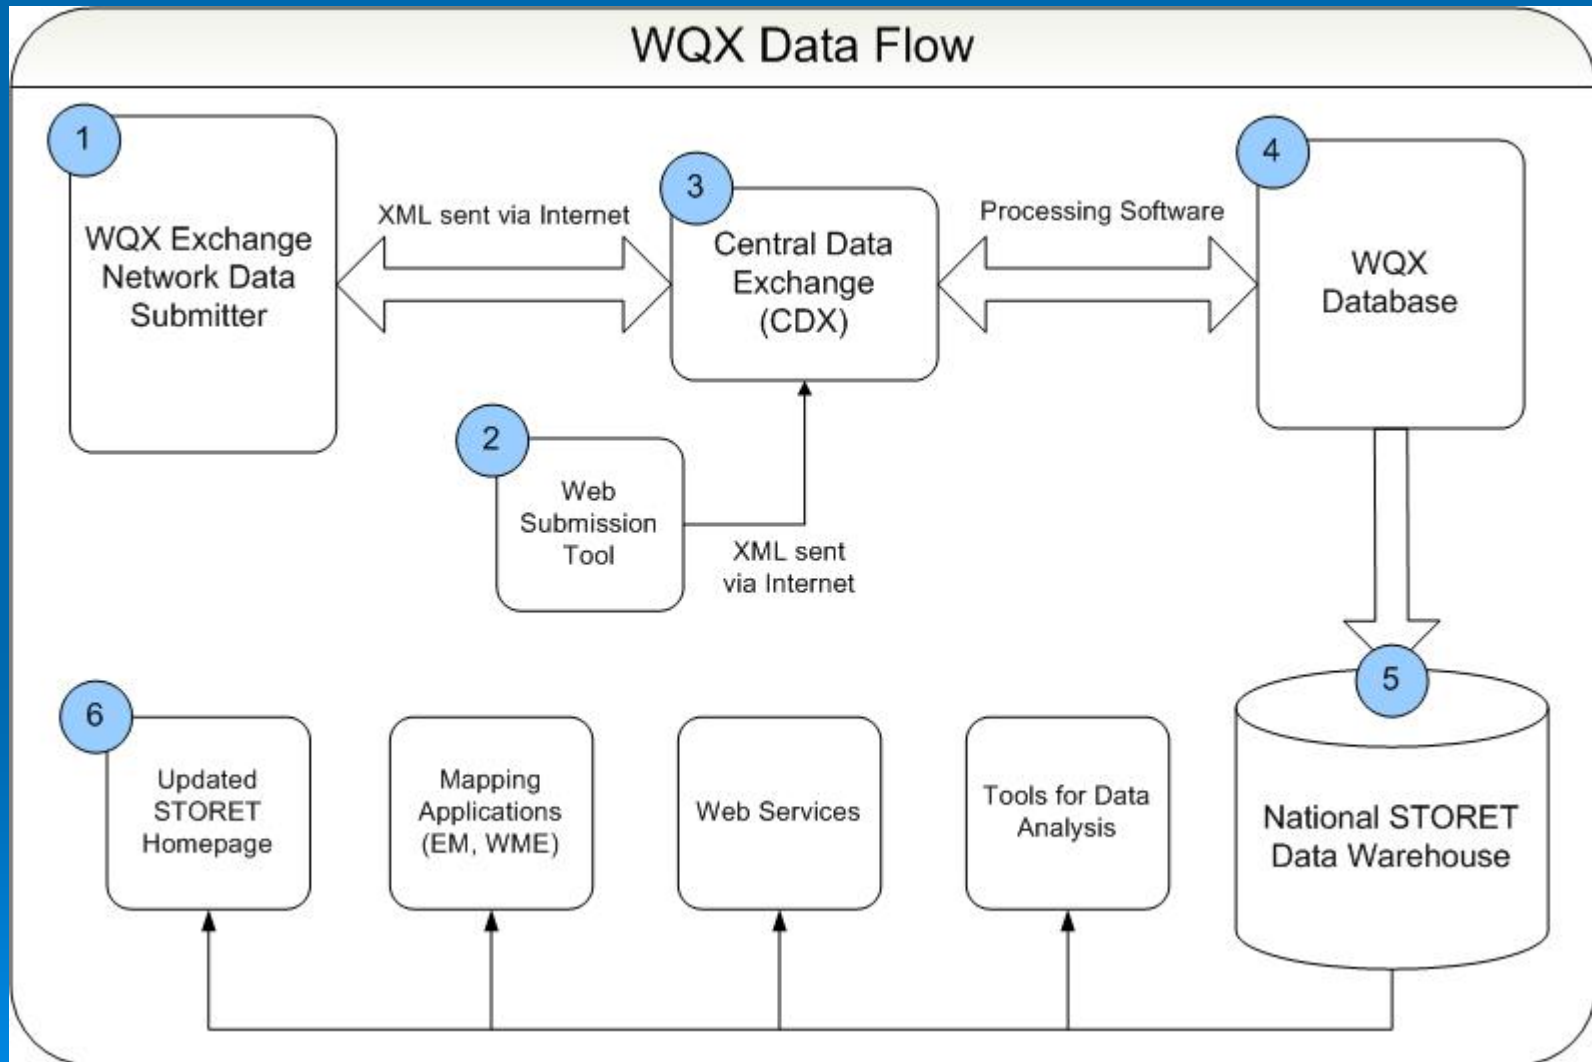 WQX Data Flow
1
WQX Exchange
Network Data
Submitter
XML sent via Internet
3
Central Data
Exchange
(CDX)
Processing Software
4
WQX
Database
2
Web
Submission
Tool
XML sent
via Internet
5
National STORET
Data Warehouse
6
Updated
STORET
Homepage
Mapping
Applications
(EM, WME)
Web Services
Tools for Data
Analysis